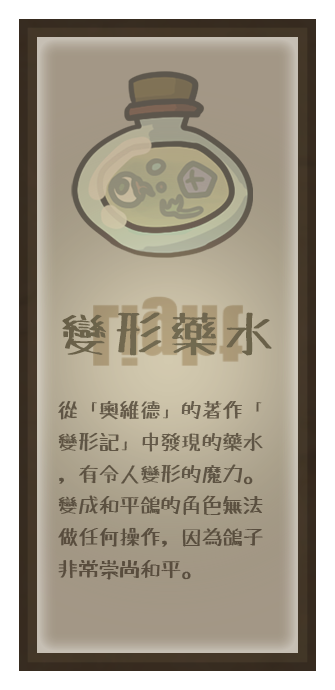 變形藥水
從「奧維德」的著作「
變形記」中發現的藥水
，有令人變形的魔力。
變成和平鴿的角色無法
做任何操作，因為鴿子
非常崇尚和平。